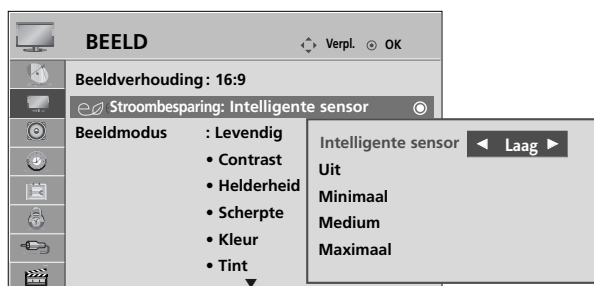 BEELD
Verpl. OK
Beeldverhouding : 16:9
Stroombesparing: Intelligente sensor
Beeldmodus : Levendig
• Contrast
• Helderheid
• Scherpte
• Kleur
• Tint
Intelligente sensor ◄ Laag ►
Uit
Minimaal
Medium
Maximaal